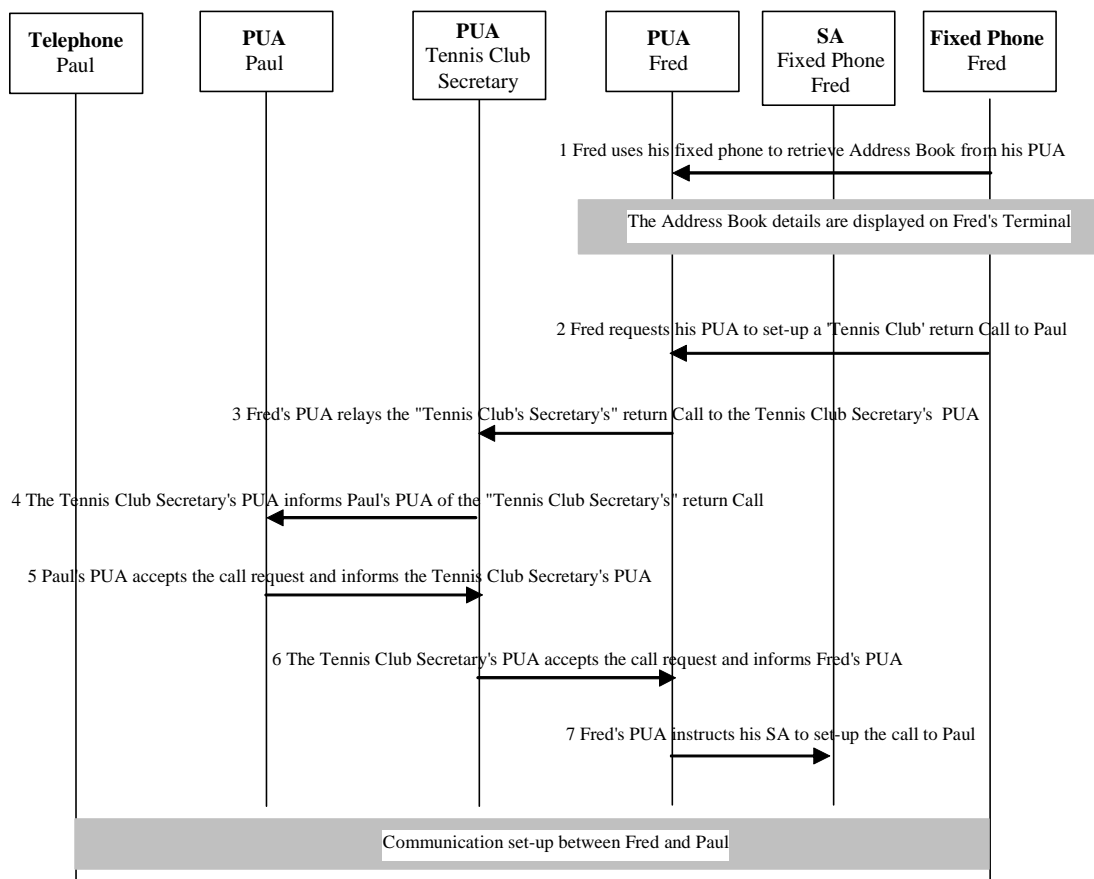 Telephone
Paul
PUA
Paul
PUA
Tennis Club
Secretary
PUA
Fred
SA
Fixed Phone
Fred
Fixed Phone
Fred
1 Fred uses his fixed phone to retrieve Address Book from his PUA
The Address Book details are displayed on Fred's Terminal
2 Fred requests his PUA to set-up a 'Tennis Club' return Call to Paul
3 Fred's PUA relays the "Tennis Club's Secretary's" return Call to the Tennis Club Secretary's PUA
4 The Tennis Club Secretary's PUA informs Paul's PUA of the "Tennis Club Secretary's" return Call
5 Paul's PUA accepts the call request and informs the Tennis Club Secretary's PUA
6 The Tennis Club Secretary's PUA accepts the call request and informs Fred's PUA
7 Fred's PUA instructs his SA to set-up the call to Paul
Communication set-up between Fred and Paul